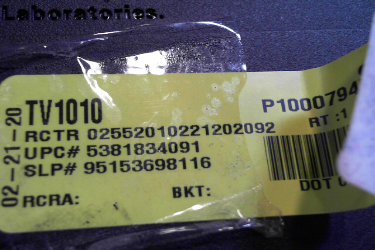 Laboratories.
02-21-20
TV1010
P1000794
RCTR 02552010221202092
RT :1
UPC# 5381834091
SLP# 95153698116
RCRA:
BKT:
DOT